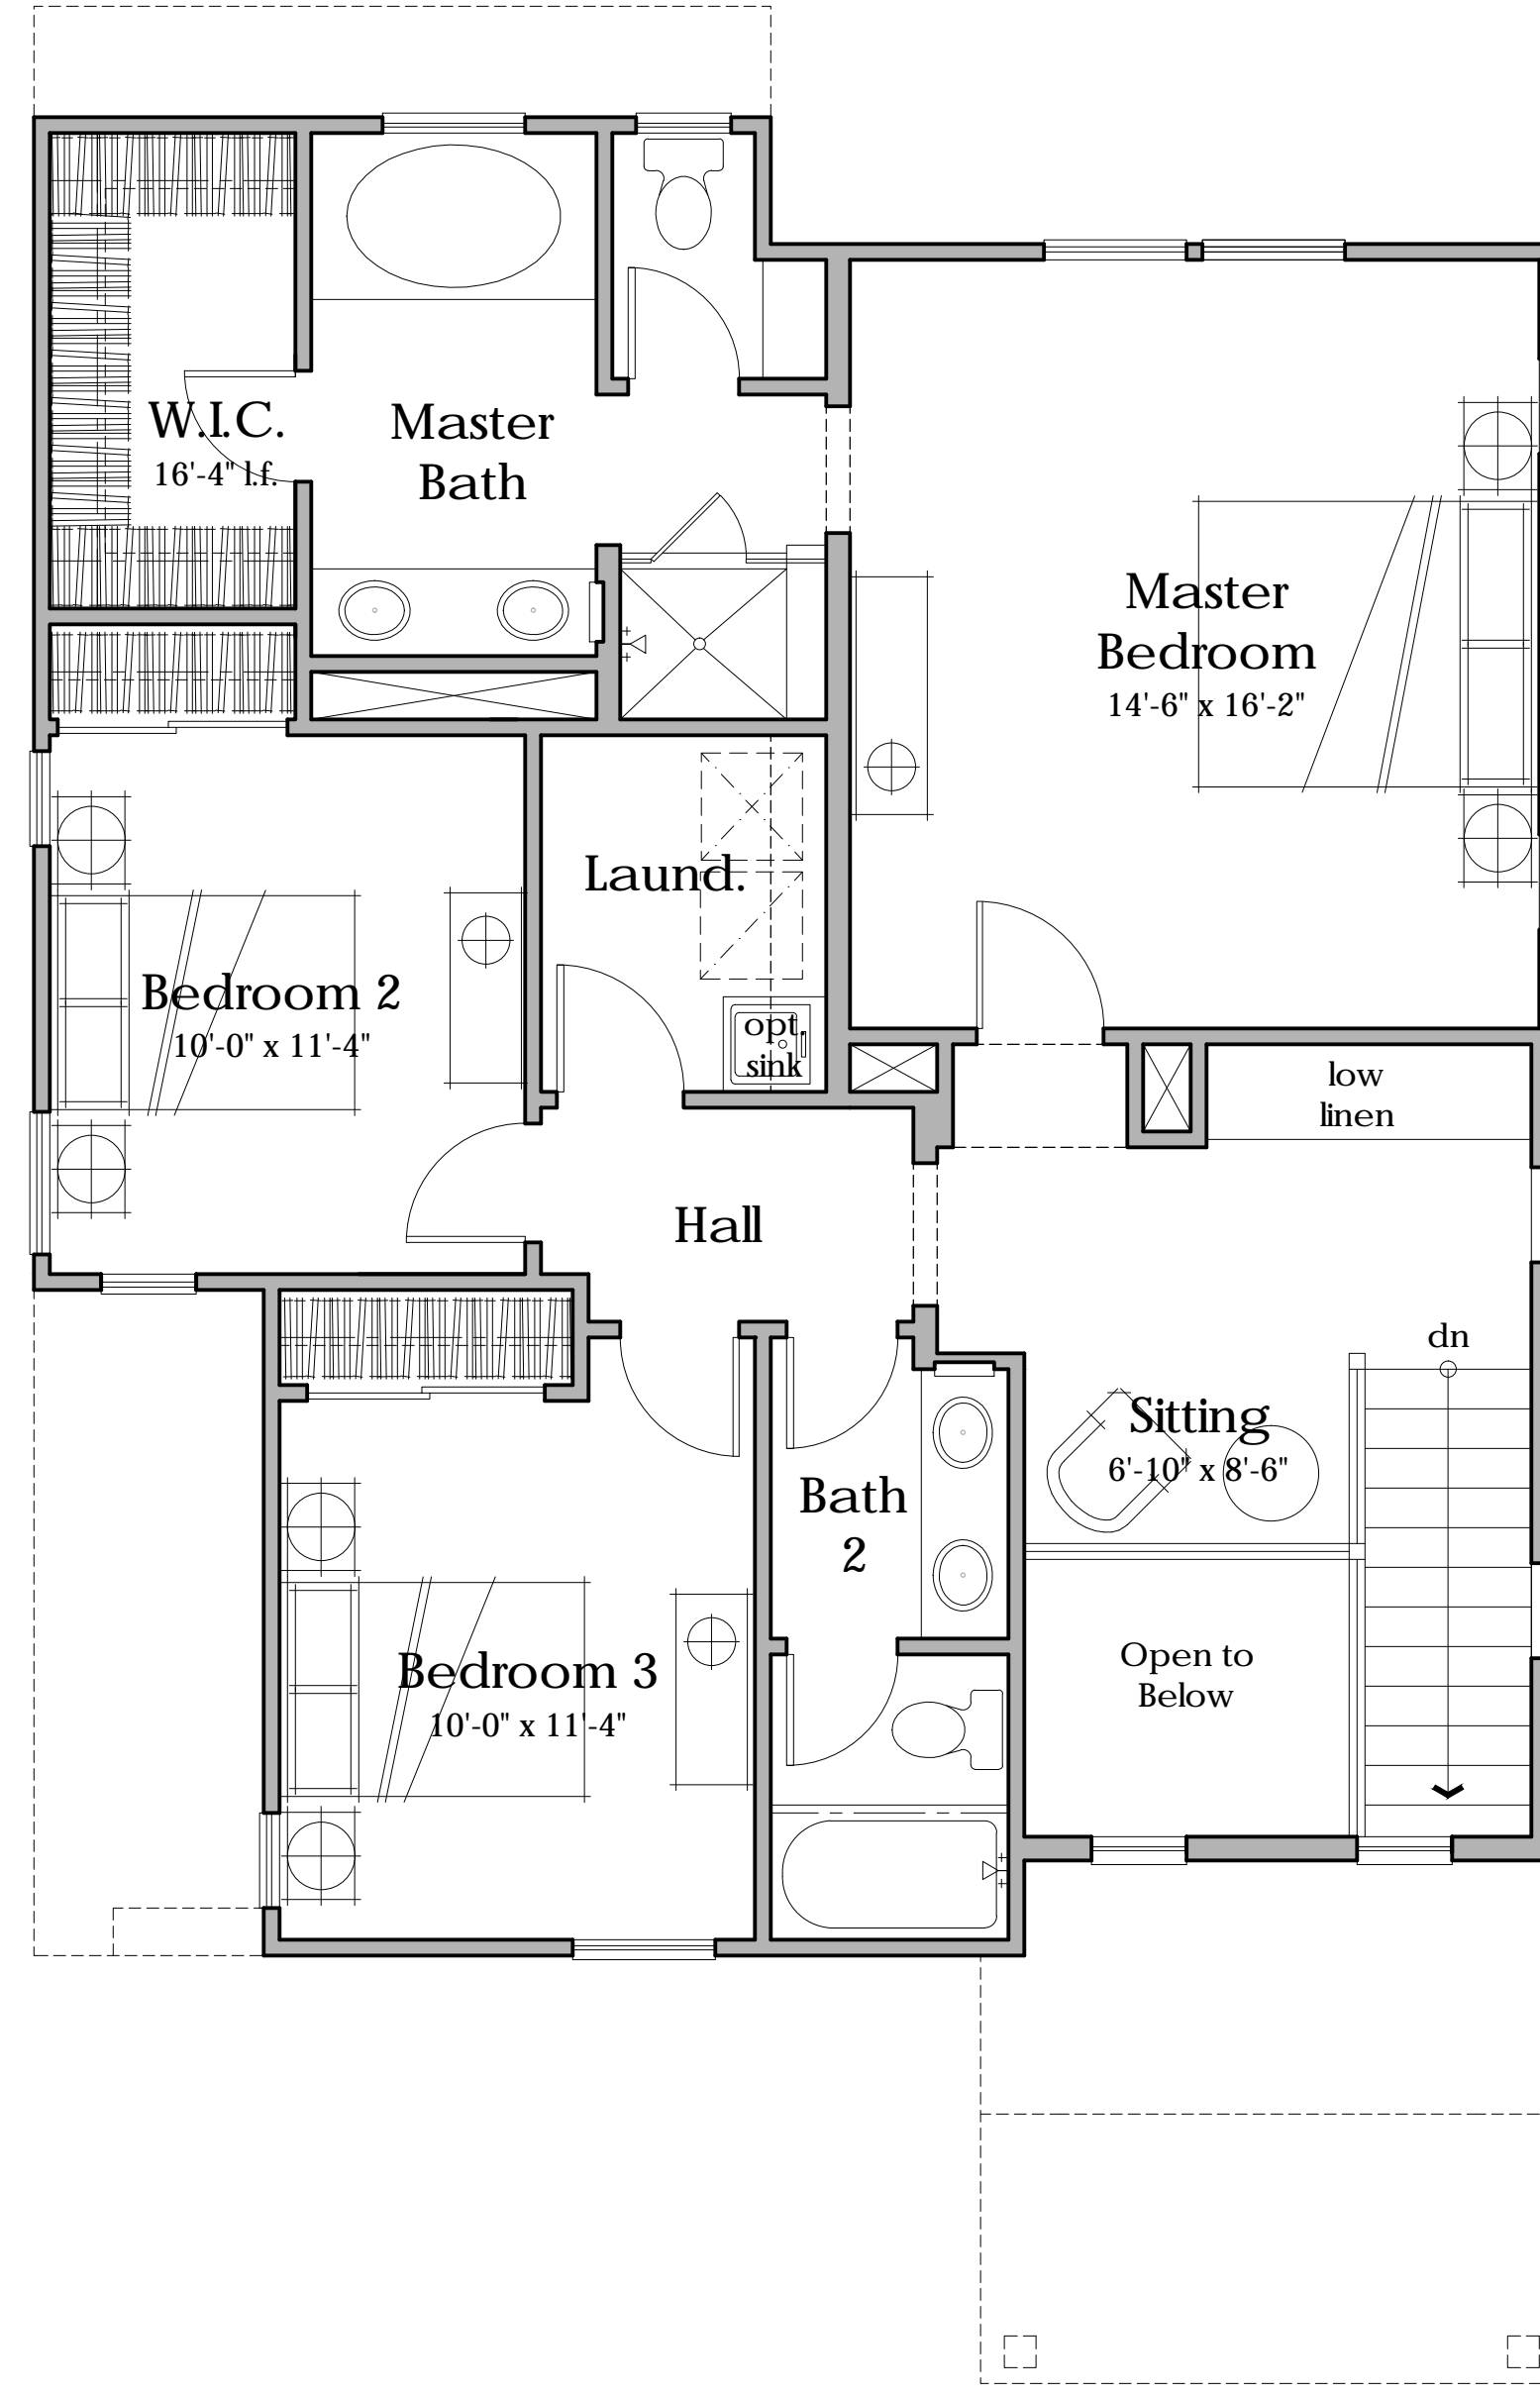 W.I.C.
16'-4" l.f.
Master
Bath
Master
Bedroom
14'-6" x 16'-2"
Laund.
opt.
sink
Bedroom 2
10'-0" x 11'-4"
low
linen
Hall
dn
Sitting
6'-10" x 8'-6"
Bath
2
Bedroom 3
10'-0" x 11'-4"
Open to
Below